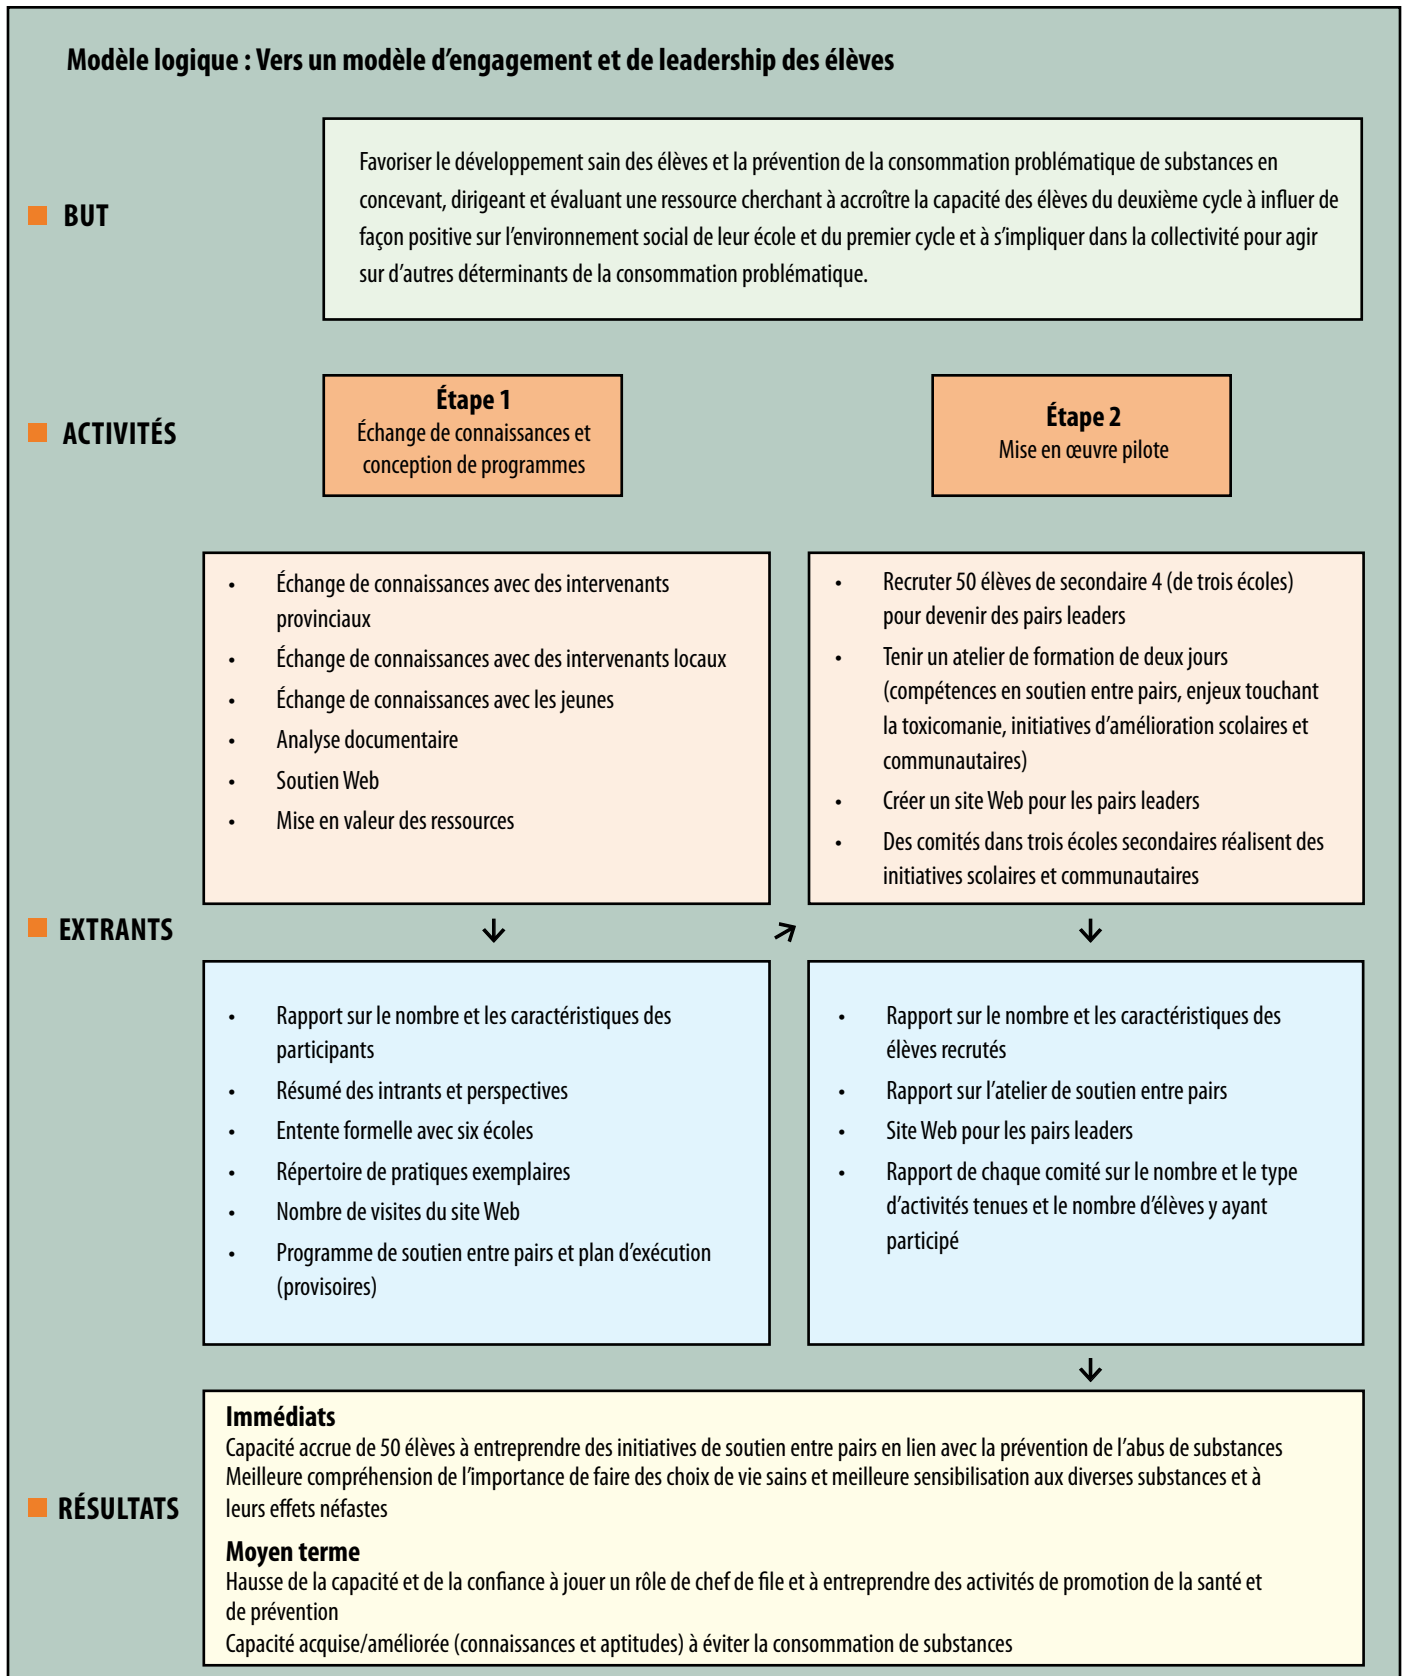 Modèle logique : Vers un modèle d'engagement et de leadership des élèves
BUT
Favoriser le développement sain des élèves et la prévention de la consommation problématique de substances en
concevant, dirigeant et évaluant une ressource cherchant à accroître la capacité des élèves du deuxième cycle à influer de
façon positive sur l'environnement social de leur école et du premier cycle et à s'impliquer dans la collectivité pour agir
sur d'autres déterminants de la consommation problématique.
ACTIVITÉS
Étape 1
Échange de connaissances et
conception de programmes
Étape 2
Mise en œuvre pilote
• Échange de connaissances avec des intervenants
provinciaux
• Échange de connaissances avec des intervenants locaux
• Échange de connaissances avec les jeunes
• Analyse documentaire
• Soutien Web
• Mise en valeur des ressources
• Recruter 50 élèves de secondaire 4 (de trois écoles)
pour devenir des pairs leaders
• Tenir un atelier de formation de deux jours
(compétences en soutien entre pairs, enjeux touchant
la toxicomanie, initiatives d'amélioration scolaires et
communautaires)
• Créer un site Web pour les pairs leaders
• Des comités dans trois écoles secondaires réalisent des
initiatives scolaires et communautaires
EXTRANTS
• Rapport sur le nombre et les caractéristiques des
participants
• Résumé des intrants et perspectives
• Entente formelle avec six écoles
• Répertoire de pratiques exemplaires
• Nombre de visites du site Web
• Programme de soutien entre pairs et plan d'exécution
(provisoires)
• Rapport sur le nombre et les caractéristiques des
élèves recrutés
• Rapport sur l'atelier de soutien entre pairs
• Site Web pour les pairs leaders
• Rapport de chaque comité sur le nombre et le type
d'activités tenues et le nombre d'élèves y ayant
participé
RÉSULTATS
Immédiats
Capacité accrue de 50 élèves à entreprendre des initiatives de soutien entre pairs en lien avec la prévention de l'abus de substances
Meilleure compréhension de l'importance de faire des choix de vie sains et meilleure sensibilisation aux diverses substances et à
leurs effets néfastes
Moyen terme
Hausse de la capacité et de la confiance à jouer un rôle de chef de file et à entreprendre des activités de promotion de la santé et
de prévention
Capacité acquise/améliorée (connaissances et aptitudes) à éviter la consommation de substances